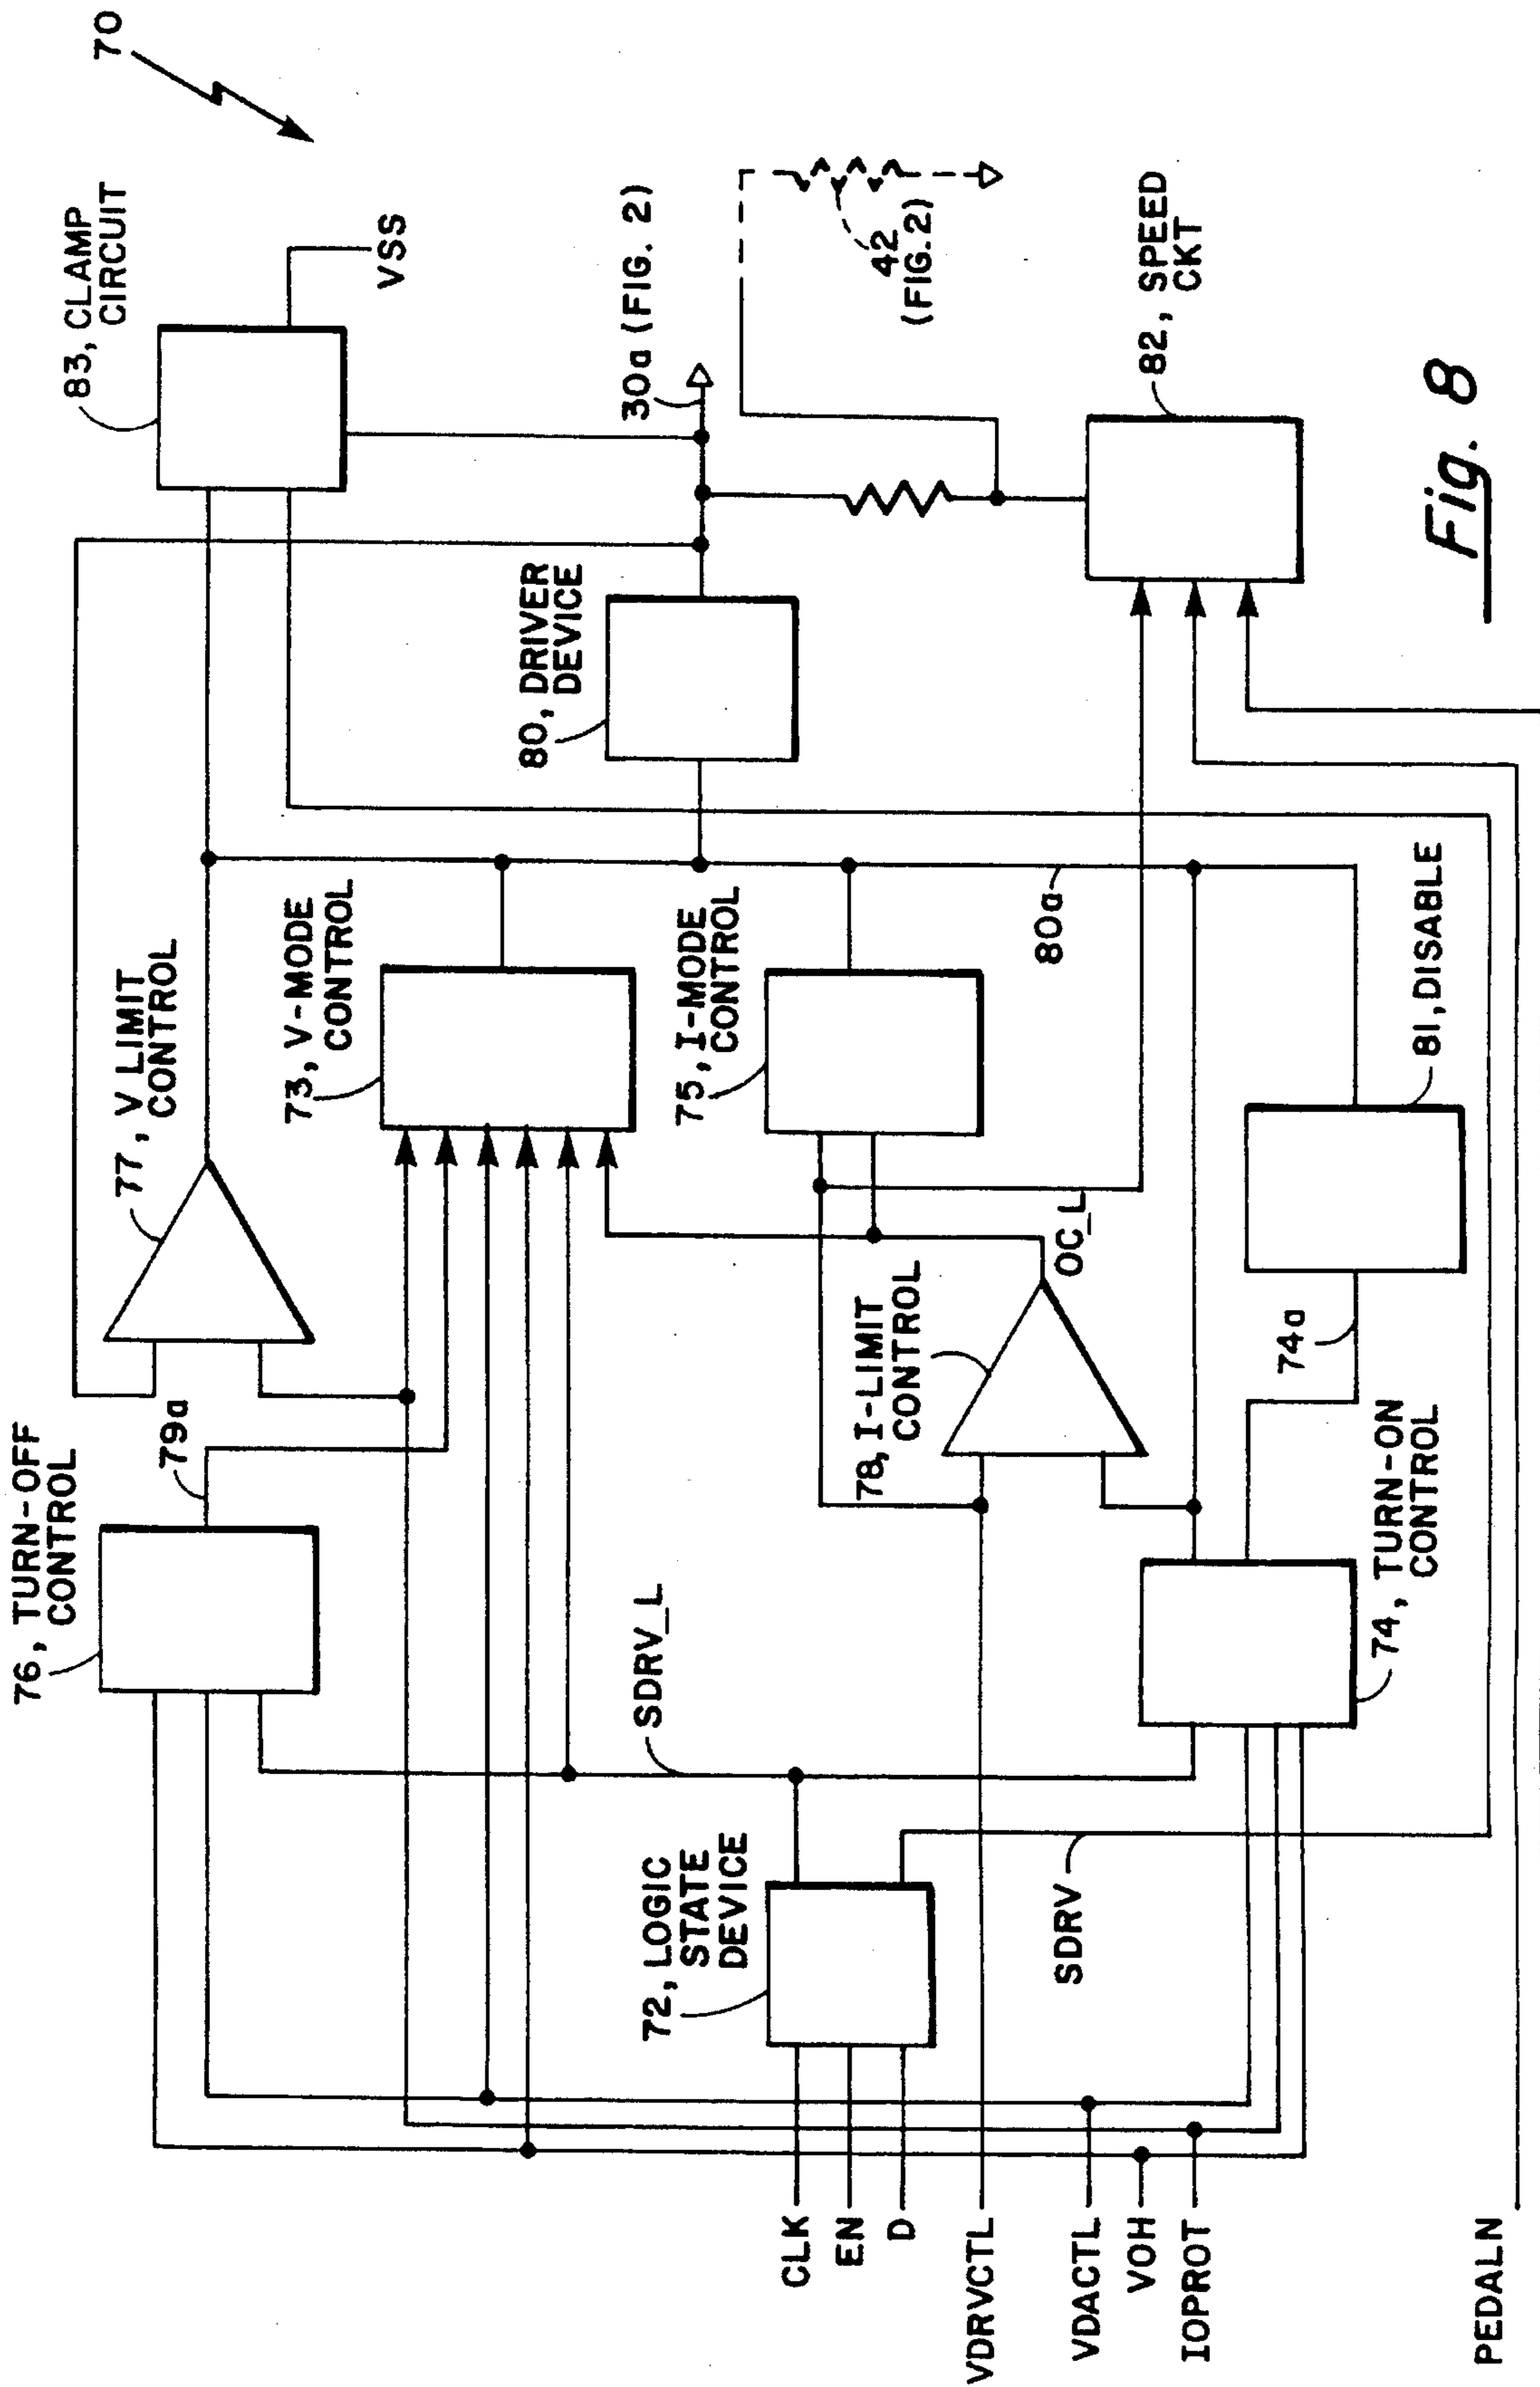 70
83, CLAMP
CIRCUIT
VSS
77, V LIMIT
CONTROL
76, TURN-OFF
CONTROL
79a
73, V-MODE
CONTROL
30a (FIG. 2)
42
(FIG.2)
80, DRIVER
DEVICE
82, SPEED
CKT
75, I-MODE
CONTROL
SDRV_L
78, I-LIMIT
CONTROL
OC_L
80a
72, LOGIC
STATE
DEVICE
SDRV
74a
81, DISABLE
74, TURN-ON
CONTROL
CLK
EN
D
VDRVCTL
VDACTL
VOH
IOPROT
PEDALN
Fig. 8